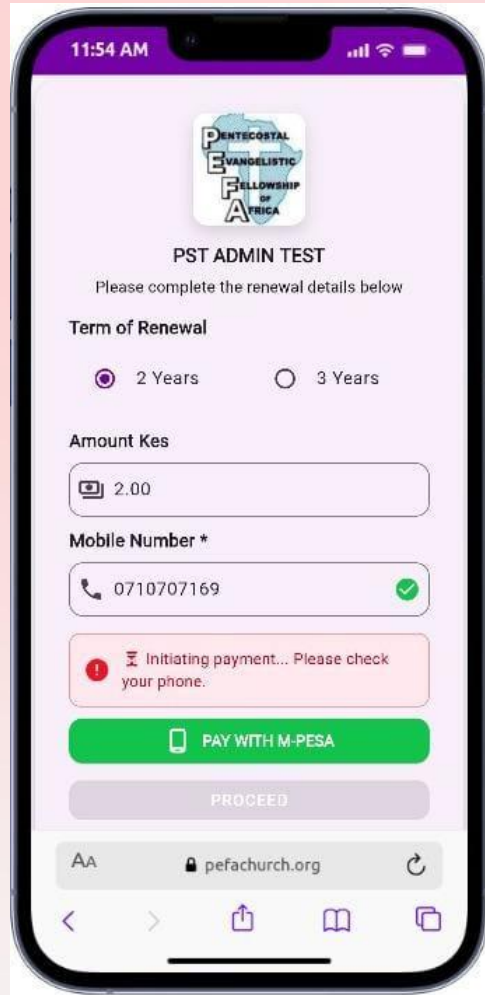 11:54 AM
PENTECOSTAL
EVANGELISTIC
FELLOWSHIP
OF
AFRICA
PST ADMIN TEST
Please complete the renewal details below
Term of Renewal
2 Years 3 Years
Amount Kes
2.00
Mobile Number *
0710707169
Initiating payment... Please check
your phone.
PAY WITH M-PESA
PROCEED
AA pefachurch.org